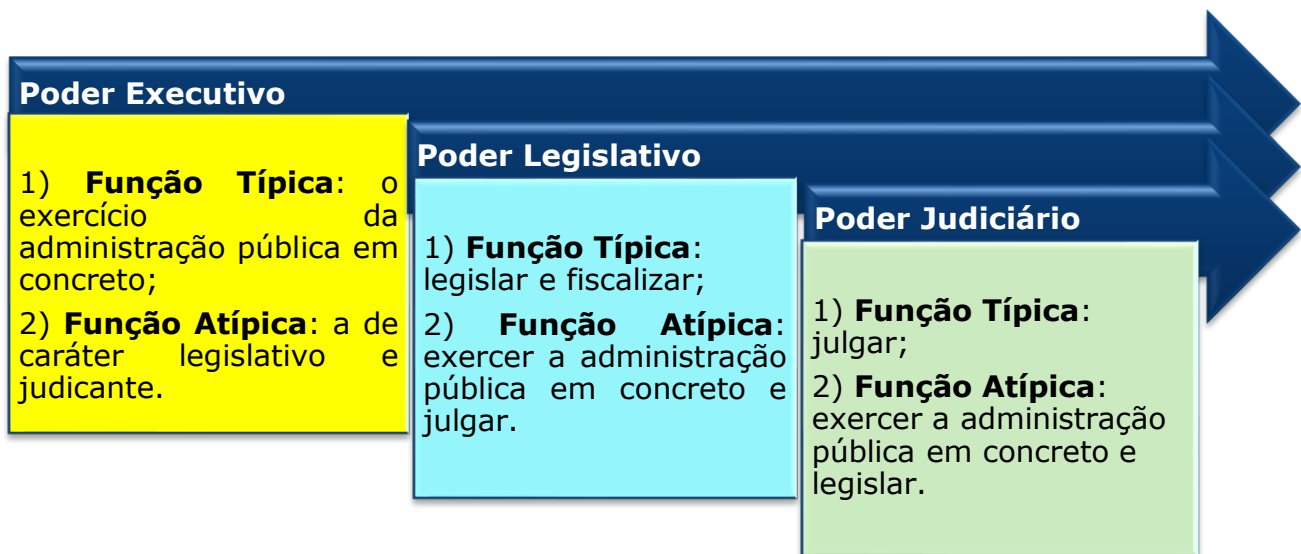 Poder Executivo
1) Função Típica: o
exercício da
administração pública em
concreto;
2) Função Atípica: a de
caráter legislativo e
judicante.
Poder Legislativo
1) Função Típica:
legislar e fiscalizar;
2) Função Atípica:
exercer a administração
pública em concreto e
julgar.
Poder Judiciário
1) Função Típica:
julgar;
2) Função Atípica:
exercer a administração
pública em concreto e
legislar.